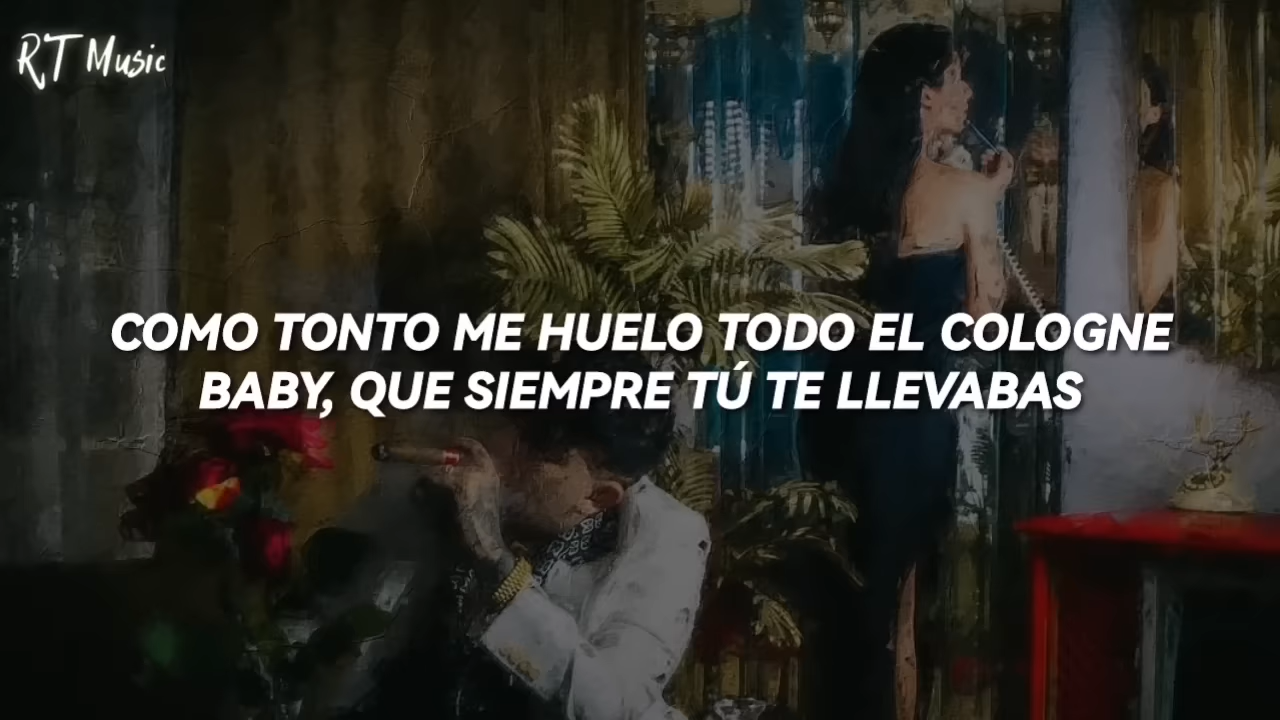 RT Music
COMO TONTO ME HUELO TODO EL COLOGNE
BABY, QUE SIEMPRE TÚ TE LLEVABAS